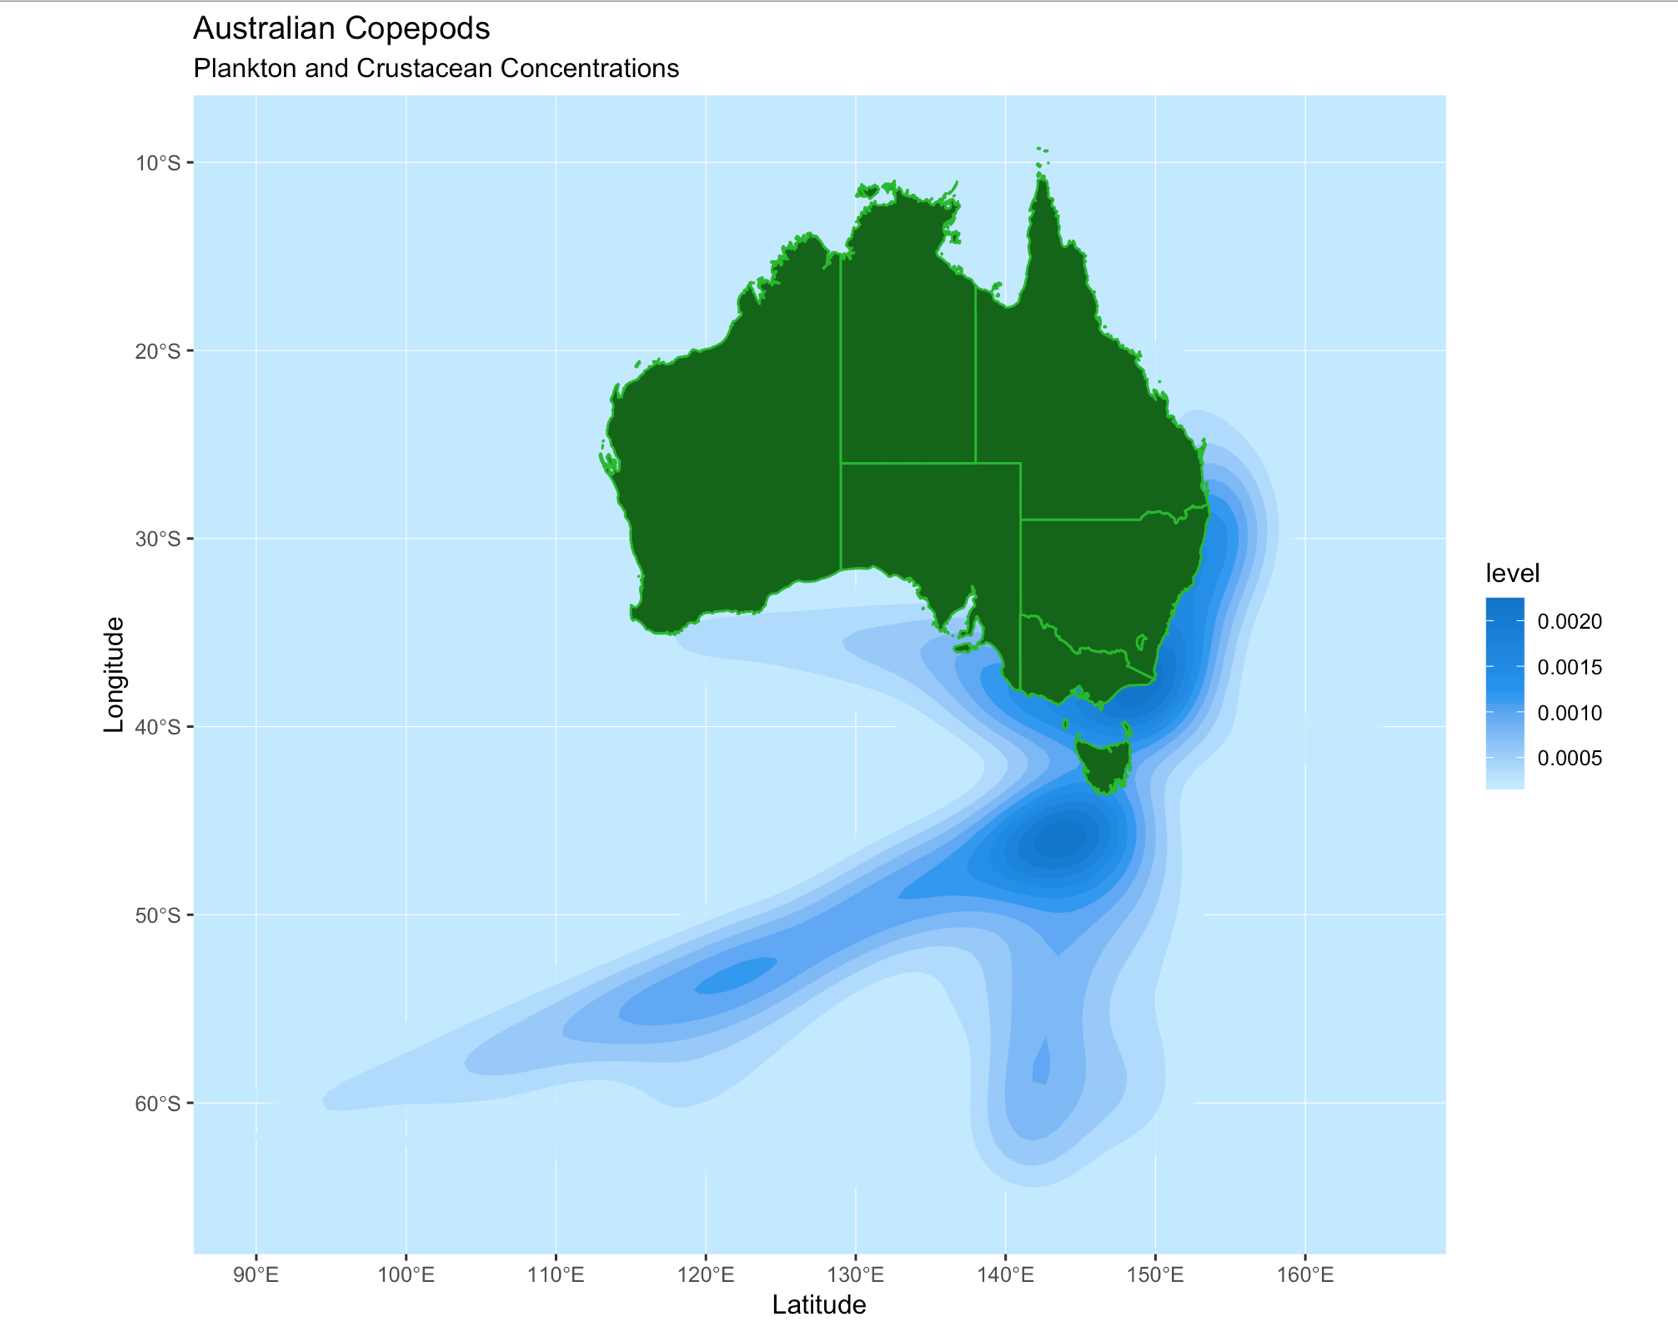 Australian Copepods
Plankton and Crustacean Concentrations
10°S
20°S
30°S
40°S
50°S
60°S
Longitude
90°E
100°E
110°E
120°E
130°E
140°E
150°E
160°E
Latitude
level
0.0020
0.0015
0.0010
0.0005